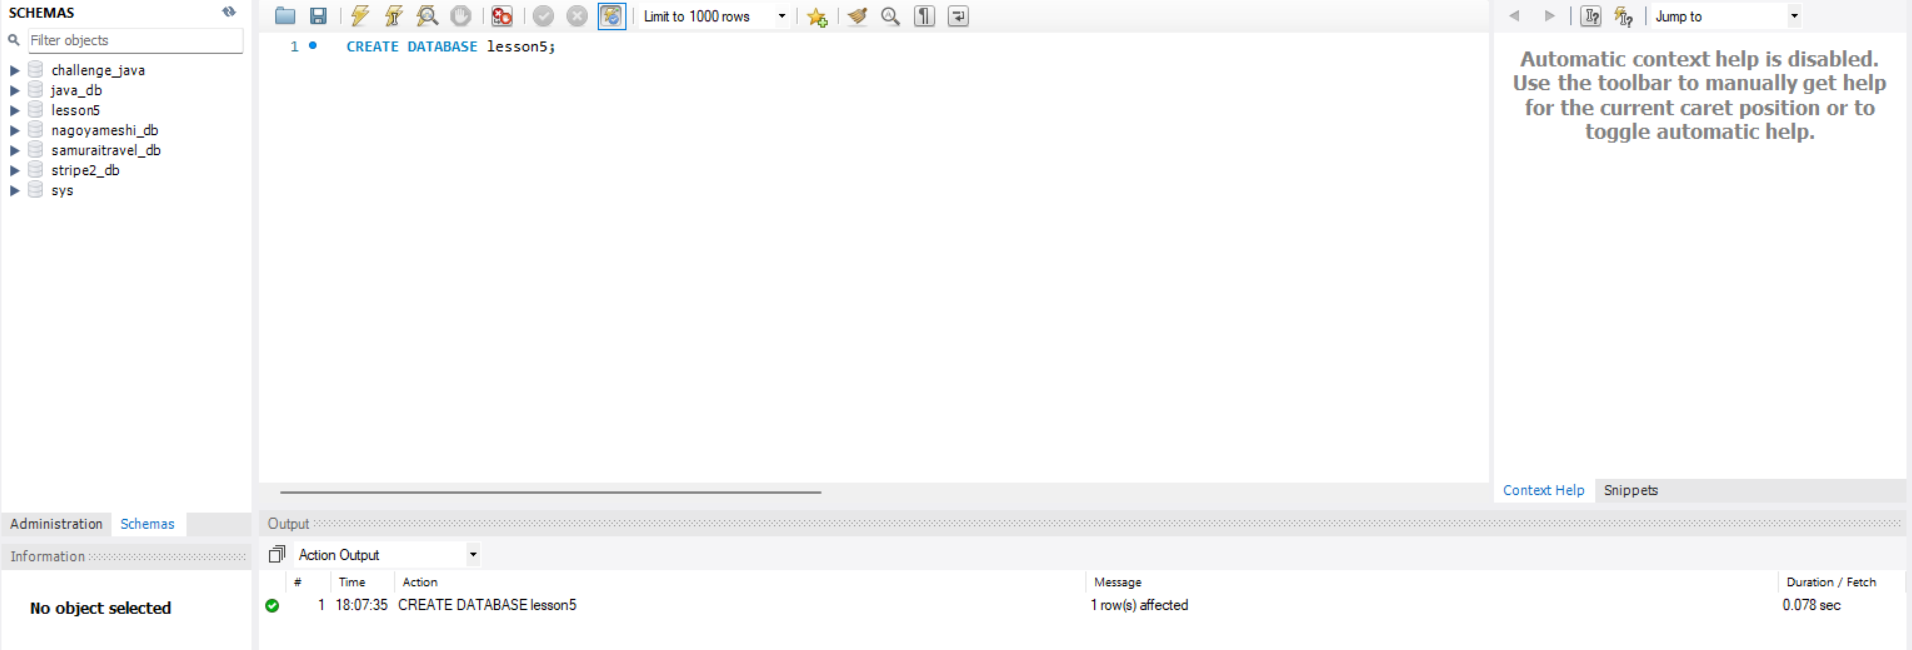 SCHEMAS
Filter objects
challenge_java
java_db
lesson5
nagoyameshi_db
samuraitravel_db
stripe2_db
sys
Administration Schemas
Information
No object selected
Limit to 1000 rows
1 CREATE DATABASE lesson5;
Jump to
Automatic context help is disabled.
Use the toolbar to manually get help
for the current caret position or to
toggle automatic help.
Context Help Snippets
Output
Action Output
# Time Action Message Duration / Fetch
1 18:07:35 CREATE DATABASE lesson5 1 row(s) affected 0.078 sec